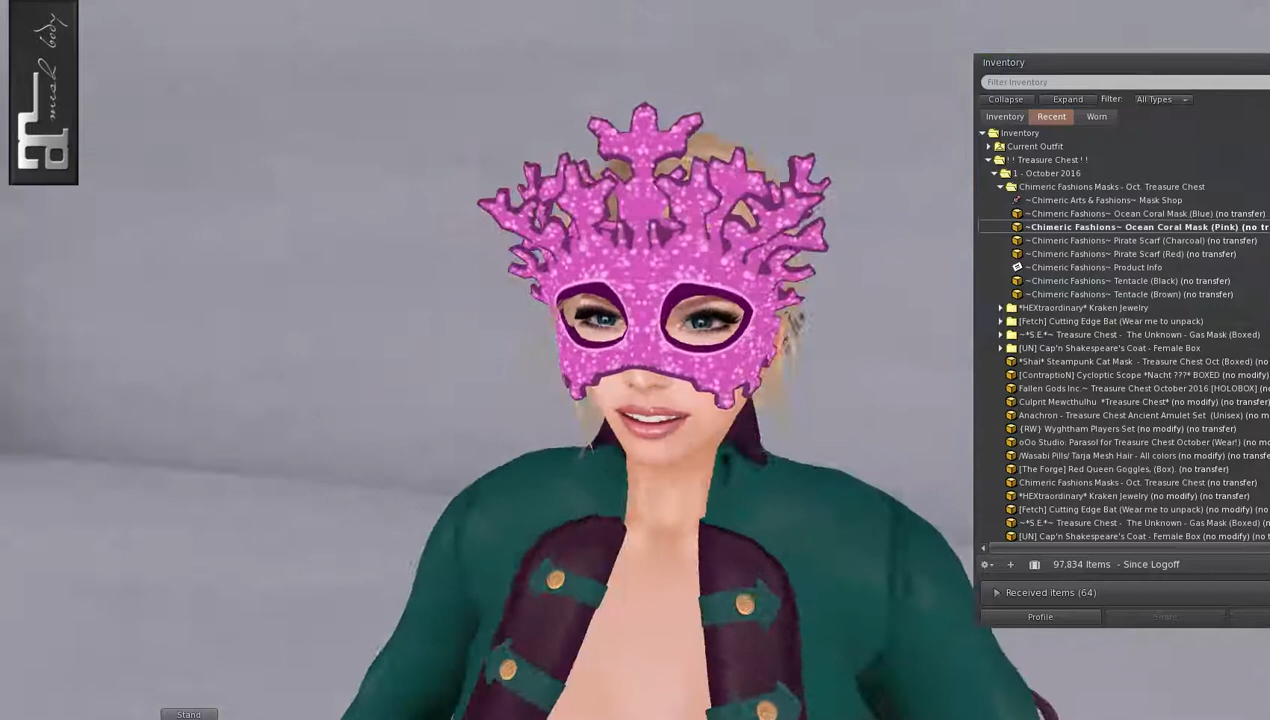 mesh body
Inventory
Filter Inventory
Collapse Expand Filter: All Types
Inventory Recent Worn
Inventory
Current Outfit
! ! Treasure Chest ! !
1 - October 2016
Chimeric Fashions Masks - Oct. Treasure Chest
~Chimeric Arts & Fashions~ Mask Shop
~Chimeric Fashions~ Ocean Coral Mask (Blue) (no transfer)
~Chimeric Fashions~ Ocean Coral Mask (Pink) (no tr
~Chimeric Fashions~ Pirate Scarf (Charcoal) (no transfer)
~Chimeric Fashions~ Pirate Scarf (Red) (no transfer)
~Chimeric Fashions~ Product Info
~Chimeric Fashions~ Tentacle (Black) (no transfer)
~Chimeric Fashions~ Tentacle (Brown) (no transfer)
*HEXtraordinary* Kraken Jewelry
[Fetch] Cutting Edge Bat (Wear me to unpack)
~*S.E.*~ Treasure Chest - The Unknown - Gas Mask (Boxed)
[UN] Cap'n Shakespeare's Coat - Female Box
*Shai* Steampunk Cat Mask - Treasure Chest Oct (Boxed) (no
[ContraptioN] Cycloptic Scope *Nacht ???* BOXED (no modify)
Fallen Gods Inc.~ Treasure Chest October 2016 [HOLOBOX] (n
Culprit Mewcthulhu *Treasure Chest* (no modify) (no transfer)
Anachron - Treasure Chest Ancient Amulet Set (Unisex) (no m
{RW} Wyghtham Players Set (no modify) (no transfer)
oOo Studio: Parasol for Treasure Chest October (Wear!) (no m
/Wasabi Pills/ Tarja Mesh Hair - All colors (no modify) (no trans
[The Forge] Red Queen Goggles, (Box). (no transfer)
Chimeric Fashions Masks - Oct. Treasure Chest (no transfer)
*HEXtraordinary* Kraken Jewelry (no modify) (no transfer)
[Fetch] Cutting Edge Bat (Wear me to unpack) (no modify) (no
~*S.E.*~ Treasure Chest - The Unknown - Gas Mask (Boxed) (n
[UN] Cap'n Shakespeare's Coat - Female Box (no modify) (no
97,834 Items - Since Logoff
Received items (64)
Profile Share
Stand